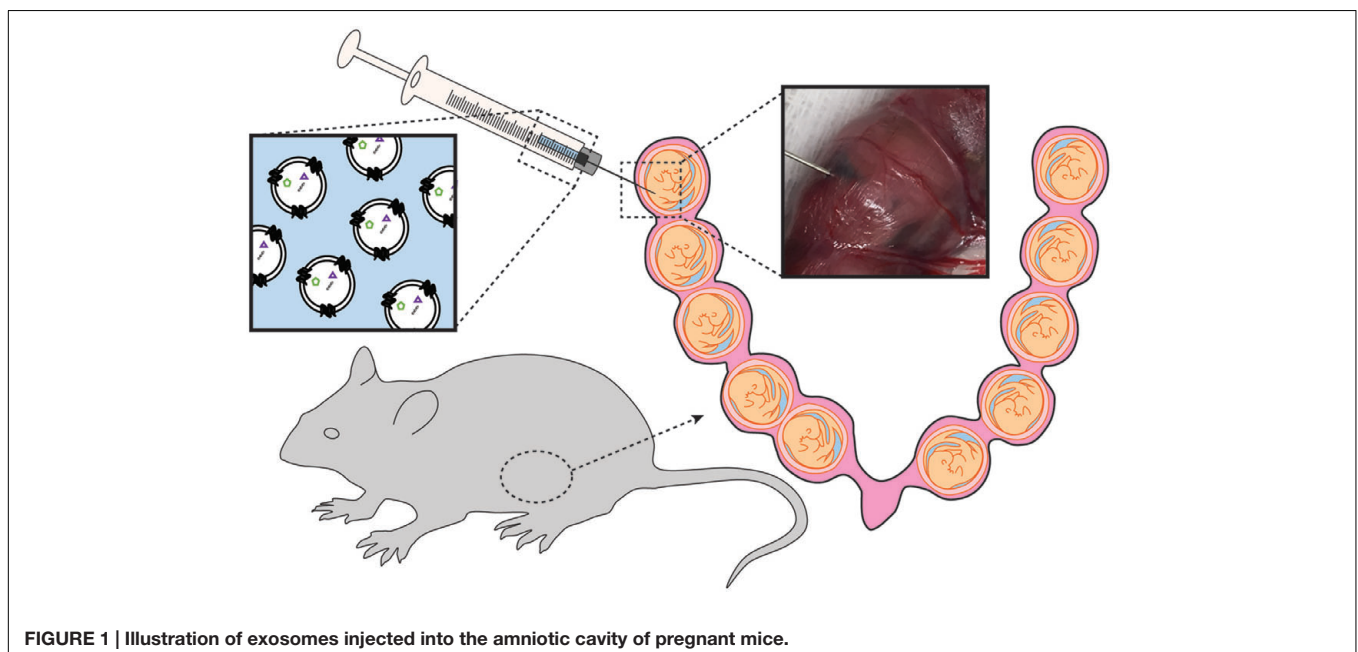 FIGURE 1 | Illustration of exosomes injected into the amniotic cavity of pregnant mice.